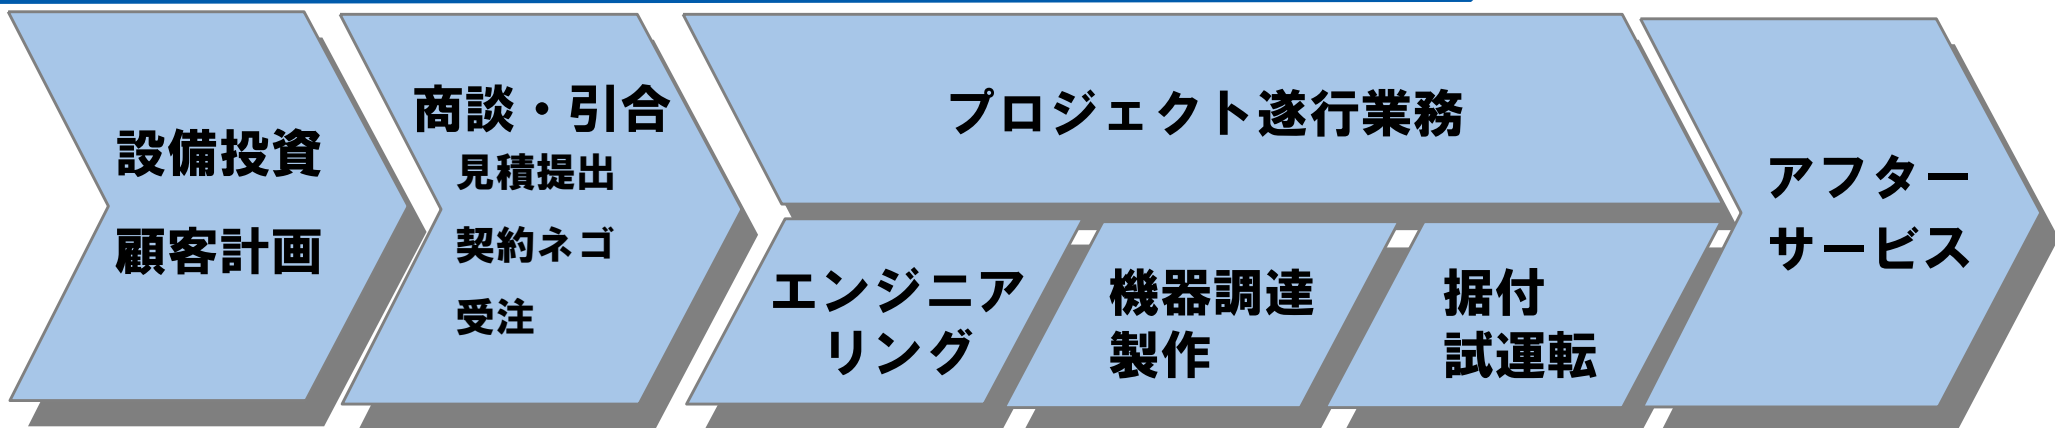 設備投資
顧客計画
商談・引合
見積提出
契約ネゴ
受注
プロジェクト遂行業務
エンジニア
リング
機器調達
製作
据付
試運転
アフター
サービス